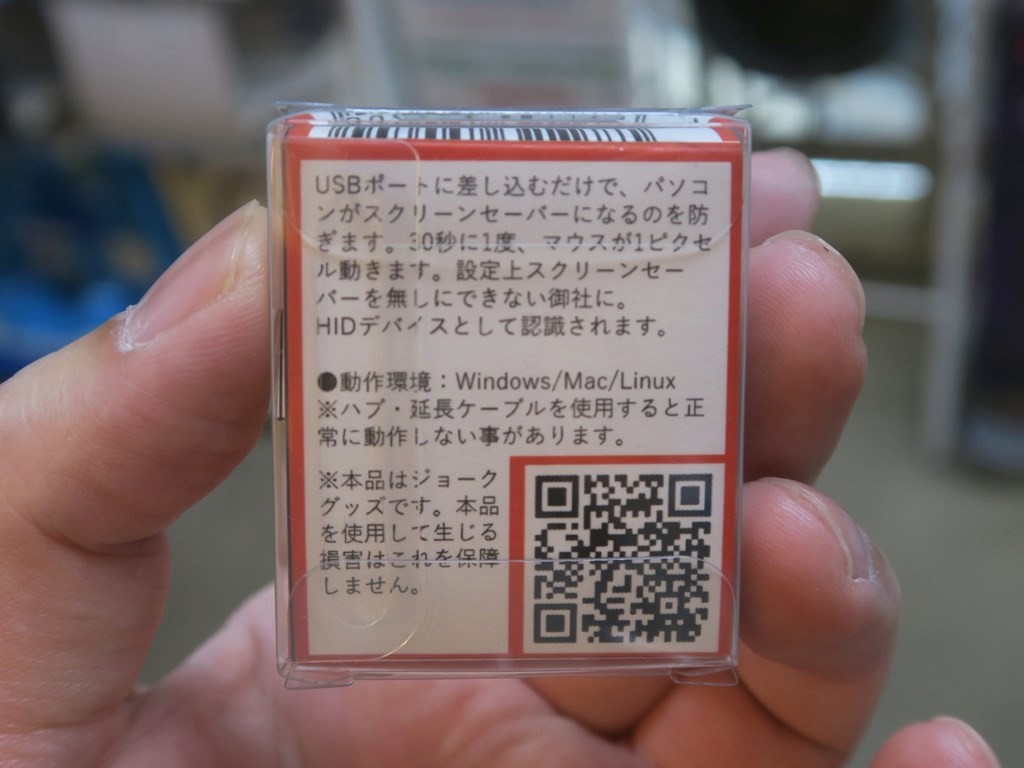 USBポートに差し込むだけで、パソコ
ンがスクリーンセーバーになるのを防
ぎます。30秒に1度、マウスが1ピクセ
ル動きます。設定上スクリーンセー
バーを無しにできない御社に。
HIDデバイスとして認識されます。
●動作環境：Windows/Mac/Linux
※ハブ・延長ケーブルを使用すると正
常に動作しない事があります。
※本品はジョーク
グッズです。本品
を使用して生じる
損害はこれを保障
しません。